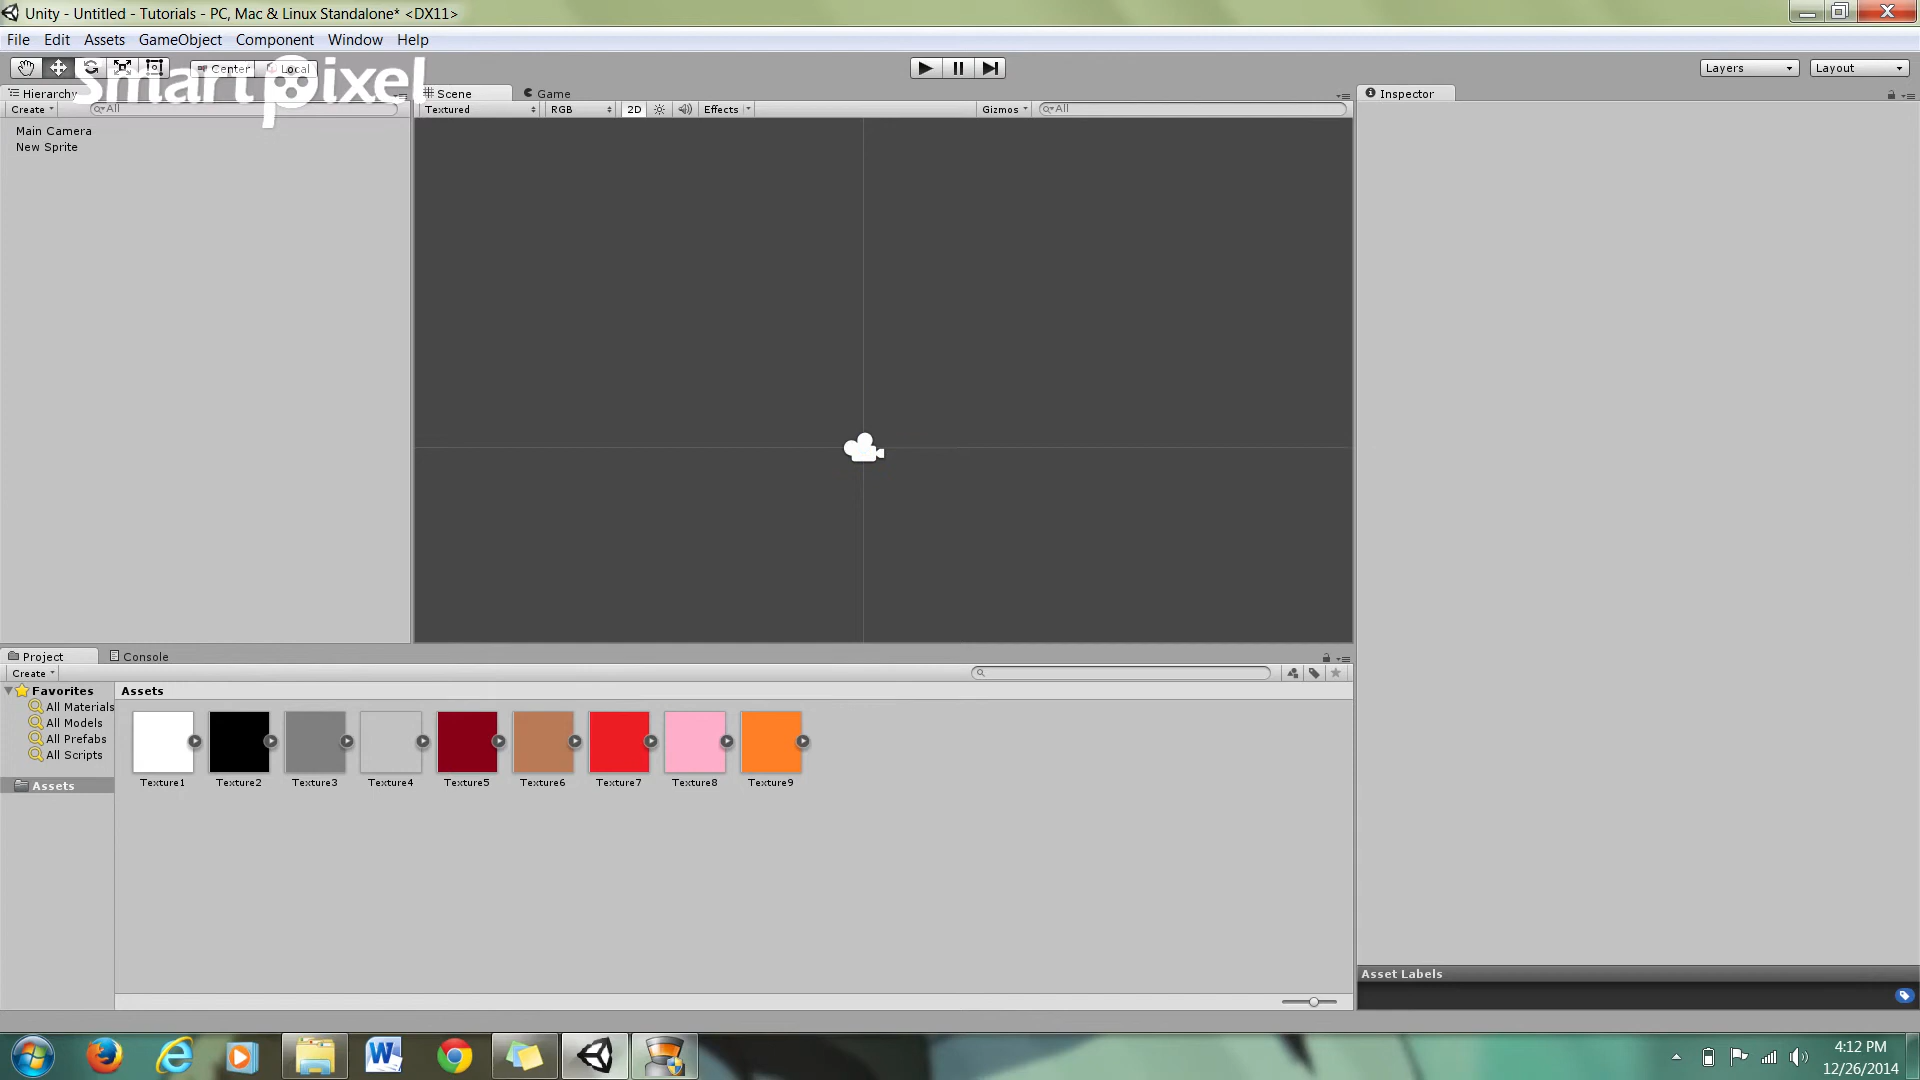 Unity - Untitled - Tutorials - PC, Mac & Linux Standalone* <DX11>
File Edit Assets GameObject Component Window Help
Center Local
Layers Layout
smartpixel
Hierarchy
Scene Game
Inspector
Create All
Textured RGB 2D Effects Gizmos All
Main Camera
New Sprite
Project Console
Create
Favorites
All Materials
All Models
All Prefabs
All Scripts
Assets
Assets
Texture1 Texture2 Texture3 Texture4 Texture5 Texture6 Texture7 Texture8 Texture9
Asset Labels
4:12 PM
12/26/2014